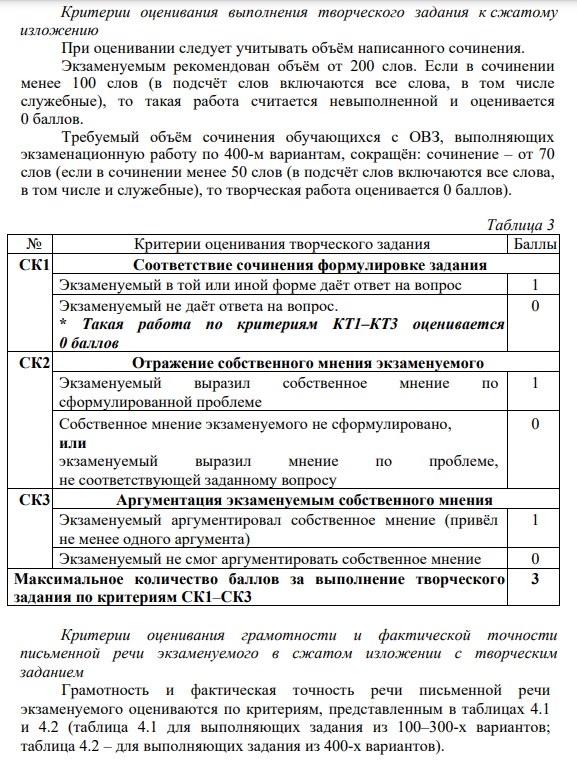 Критерии оценивания выполнения творческого задания к сжатому
изложению
При оценивании следует учитывать объём написанного сочинения.
Экзаменуемым рекомендован объём от 200 слов. Если в сочинении
менее 100 слов (в подсчёт слов включаются все слова, в том числе
служебные), то такая работа считается невыполненной и оценивается
0 баллов.
Требуемый объём сочинения обучающихся с ОВЗ, выполняющих
экзаменационную работу по 400-м вариантам, сокращён: сочинение – от 70
слов (если в сочинении менее 50 слов (в подсчёт слов включаются все слова,
в том числе и служебные), то творческая работа оценивается 0 баллов).
Таблица 3
№ Критерии оценивания творческого задания Баллы
СК1 Соответствие сочинения формулировке задания
Экзаменуемый в той или иной форме даёт ответ на вопрос 1
Экзаменуемый не даёт ответа на вопрос. 0
* Такая работа по критериям КТ1–КТ3 оценивается
0 баллов
СК2 Отражение собственного мнения экзаменуемого
Экзаменуемый выразил собственное мнение по 1
сформулированной проблеме
Собственное мнение экзаменуемого не сформулировано, 0
или
экзаменуемый выразил мнение по проблеме,
не соответствующей заданному вопросу
СК3 Аргументация экзаменуемым собственного мнения
Экзаменуемый аргументировал собственное мнение (привёл 1
не менее одного аргумента)
Экзаменуемый не смог аргументировать собственное мнение 0
Максимальное количество баллов за выполнение творческого 3
задания по критериям СК1–СК3
Критерии оценивания грамотности и фактической точности
письменной речи экзаменуемого в сжатом изложении с творческим
заданием
Грамотность и фактическая точность речи письменной речи
экзаменуемого оцениваются по критериям, представленным в таблицах 4.1
и 4.2 (таблица 4.1 для выполняющих задания из 100–300-х вариантов;
таблица 4.2 – для выполняющих задания из 400-х вариантов).